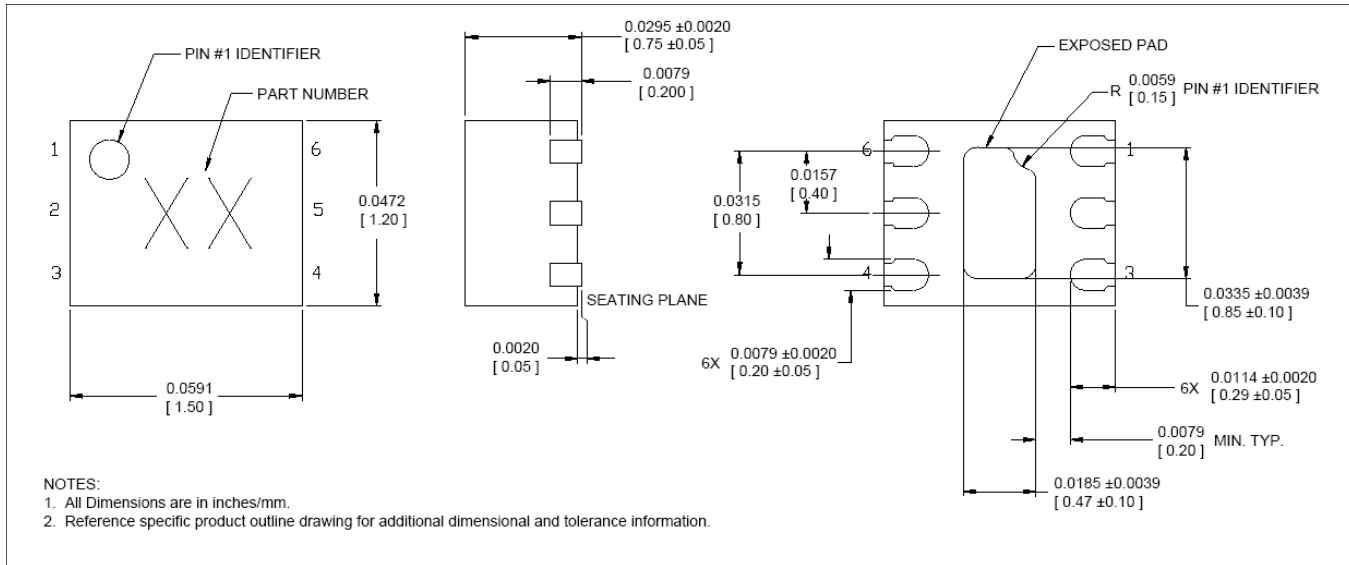 PIN #1 IDENTIFIER
PART NUMBER
1
2
3
6
5
4
0.0472
[ 1.20 ]
0.0591
[ 1.50 ]
0.0295 ±0.0020
[ 0.75 ±0.05 ]
0.0079
[ 0.200 ]
SEATING PLANE
0.0020
[ 0.05 ]
EXPOSED PAD
R 0.0059 PIN #1 IDENTIFIER
[ 0.15 ]
6
4
1
3
0.0157
[ 0.40 ]
0.0315
[ 0.80 ]
0.0335 ±0.0039
[ 0.85 ±0.10 ]
6X 0.0079 ±0.0020
[ 0.20 ±0.05 ]
6X 0.0114 ±0.0020
[ 0.29 ±0.05 ]
0.0079 MIN. TYP.
[ 0.20 ]
0.0185 ±0.0039
[ 0.47 ±0.10 ]
XX
NOTES:
1. All Dimensions are in inches/mm.
2. Reference specific product outline drawing for additional dimensional and tolerance information.